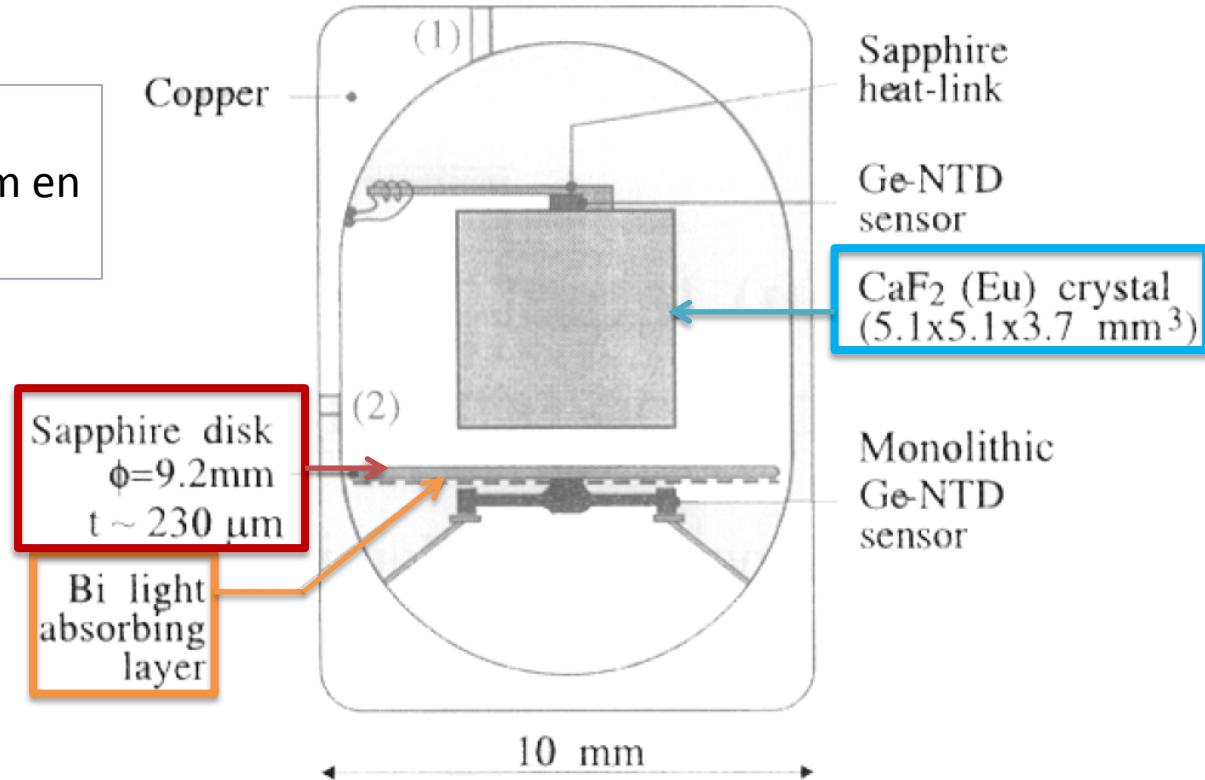 m en
Copper
(1)
Sapphire
heat-link
Ge-NTD
sensor
CaF₂ (Eu) crystal
(5.1x5.1x3.7 mm³)
(2)
Sapphire disk
ϕ=9.2mm
t ~ 230 µm
Bi light
absorbing
layer
Monolithic
Ge-NTD
sensor
10 mm